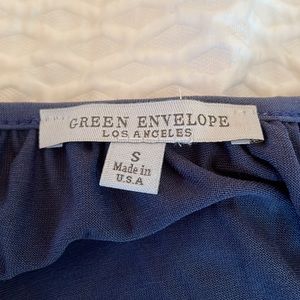 GREEN ENVELOPE
LOS ANGELES
S
Made in
U.S.A